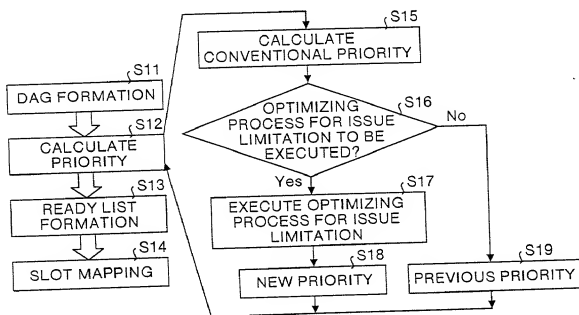 S11
DAG FORMATION
S12
CALCULATE
PRIORITY
S13
READY LIST
FORMATION
S14
SLOT MAPPING
S15
CALCULATE
CONVENTIONAL PRIORITY
S16
OPTIMIZING
PROCESS FOR ISSUE
LIMITATION TO BE
EXECUTED?
No
Yes
S17
EXECUTE OPTIMIZING
PROCESS FOR ISSUE
LIMITATION
S18
NEW PRIORITY
S19
PREVIOUS PRIORITY